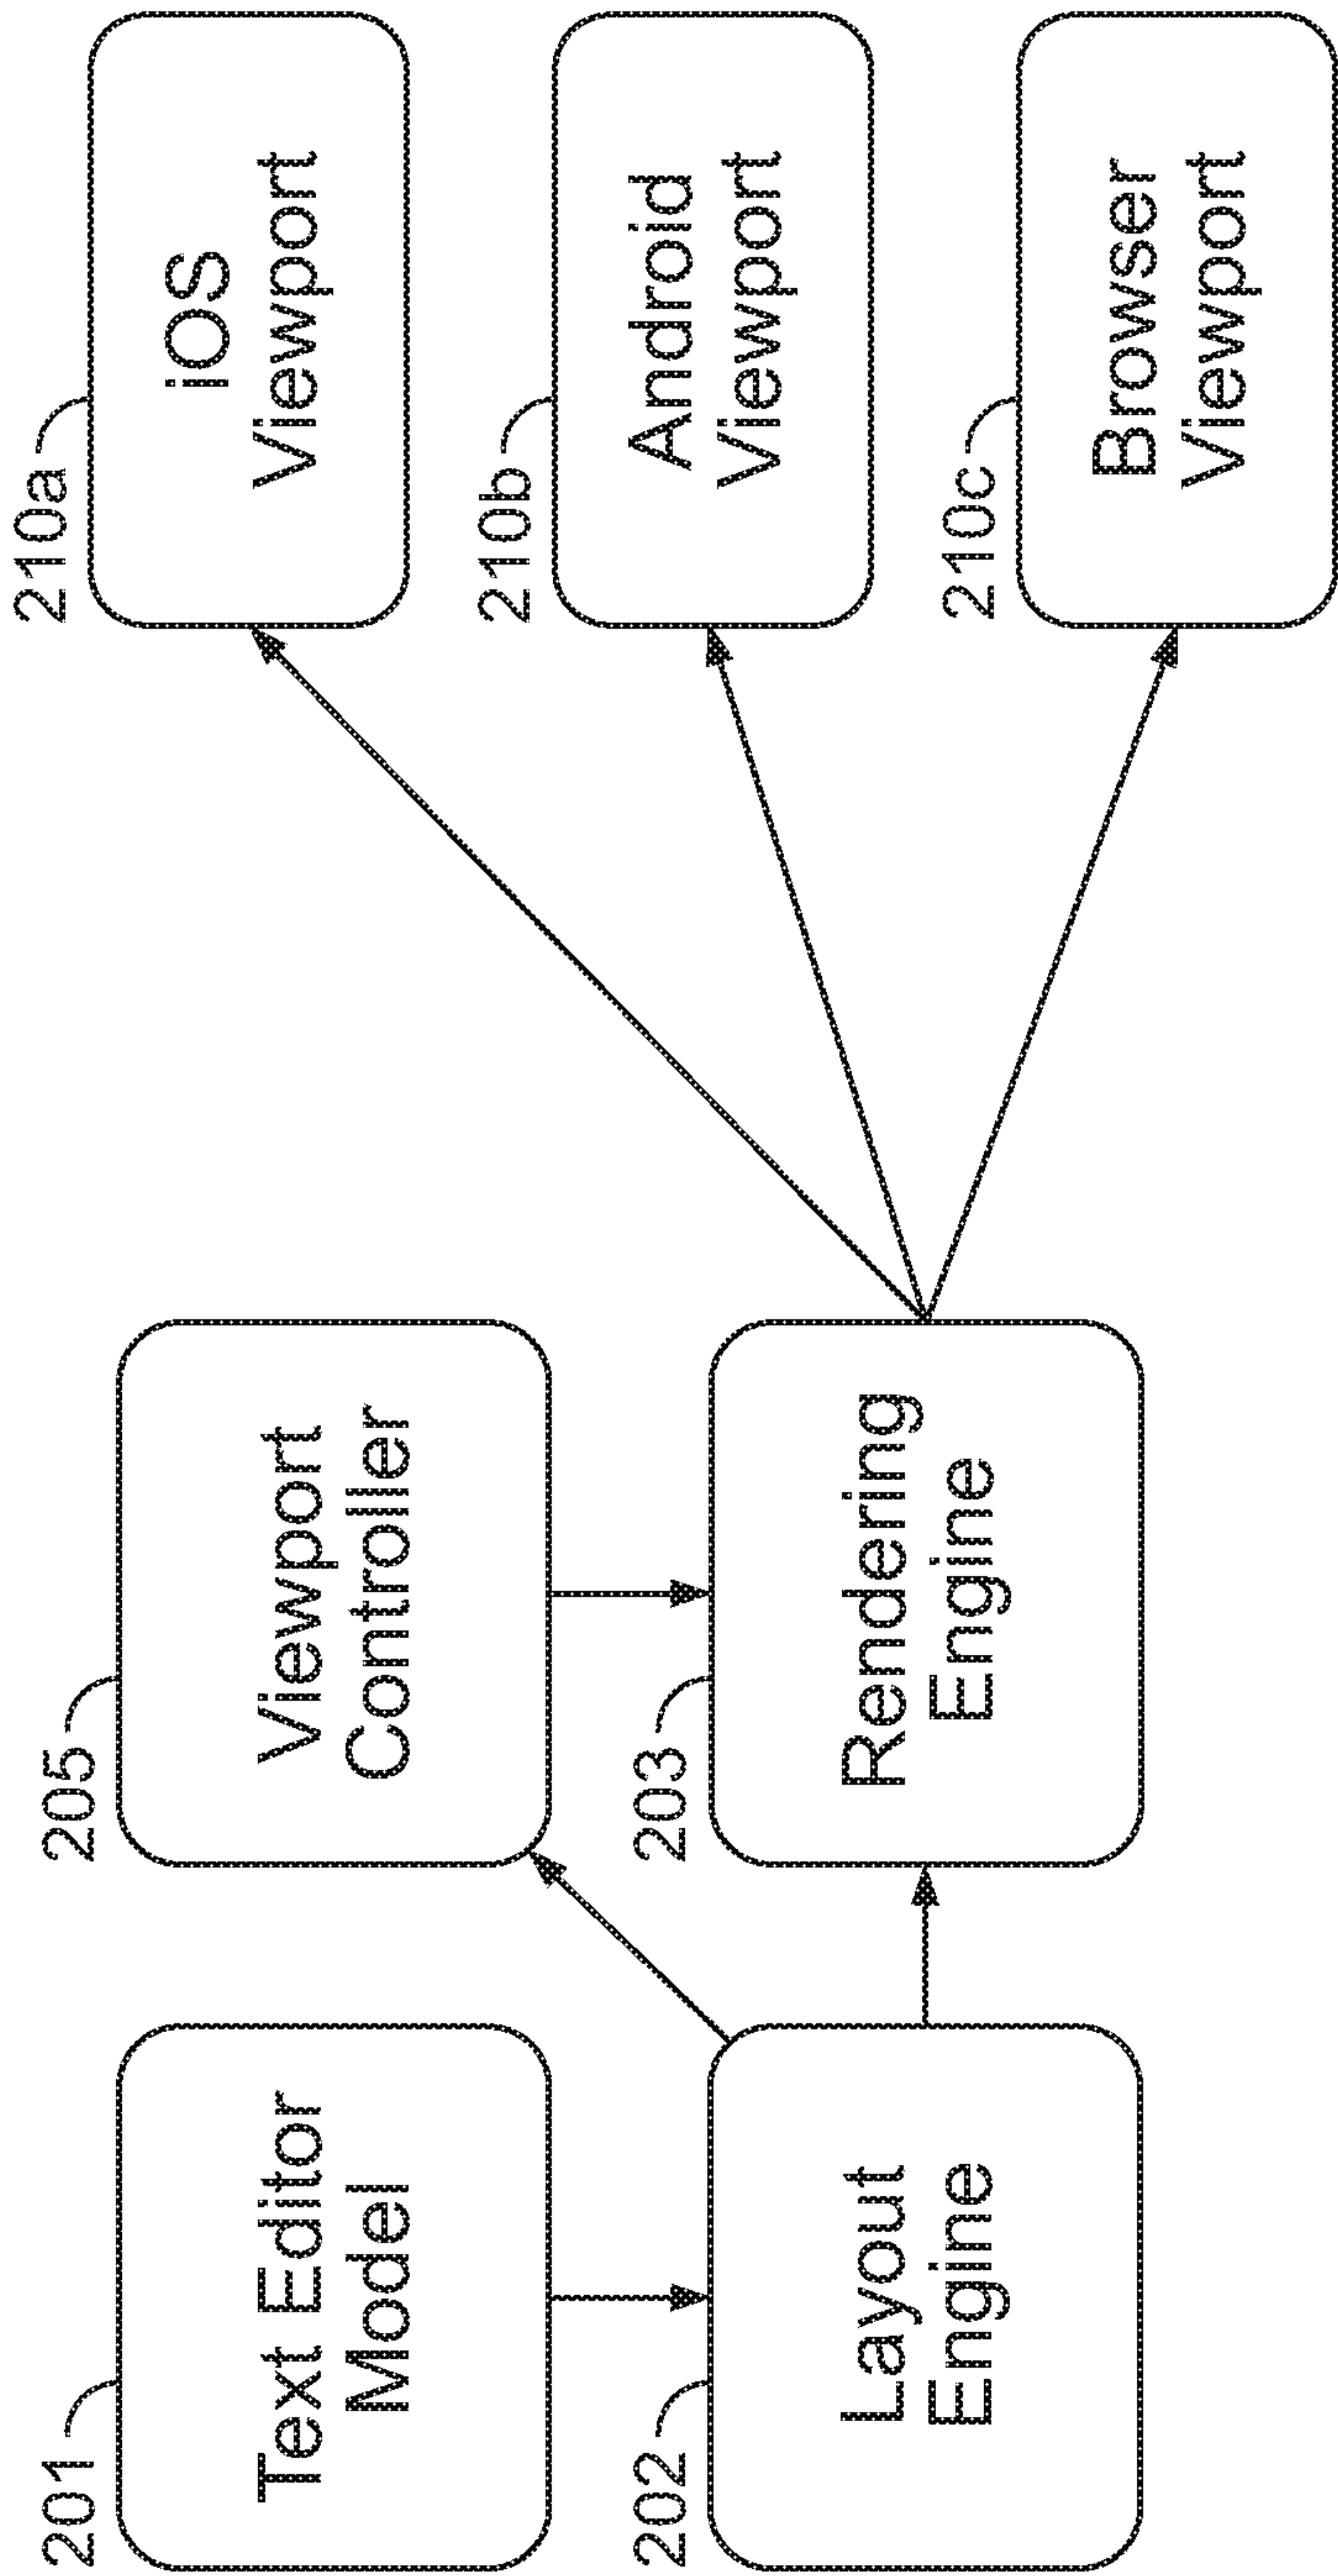 201
Text Editor
Model
205
Viewport
Controller
210a
iOS
Viewport
202
Layout
Engine
203
Rendering
Engine
210b
Android
Viewport
210c
Browser
Viewport